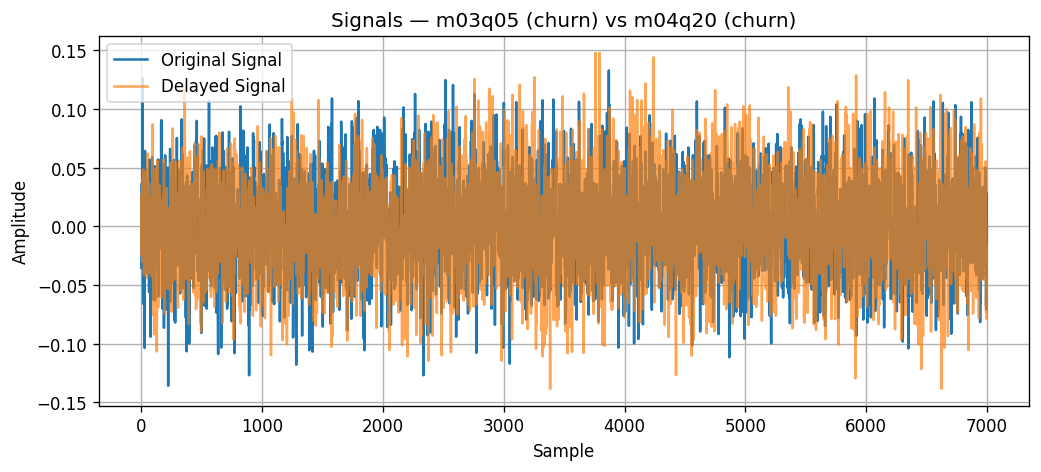 Signals — m03q05 (churn) vs m04q20 (churn)
Original Signal
Delayed Signal
Amplitude
0.15
0.10
0.05
0.00
−0.05
−0.10
−0.15
0 1000 2000 3000 4000 5000 6000 7000
Sample